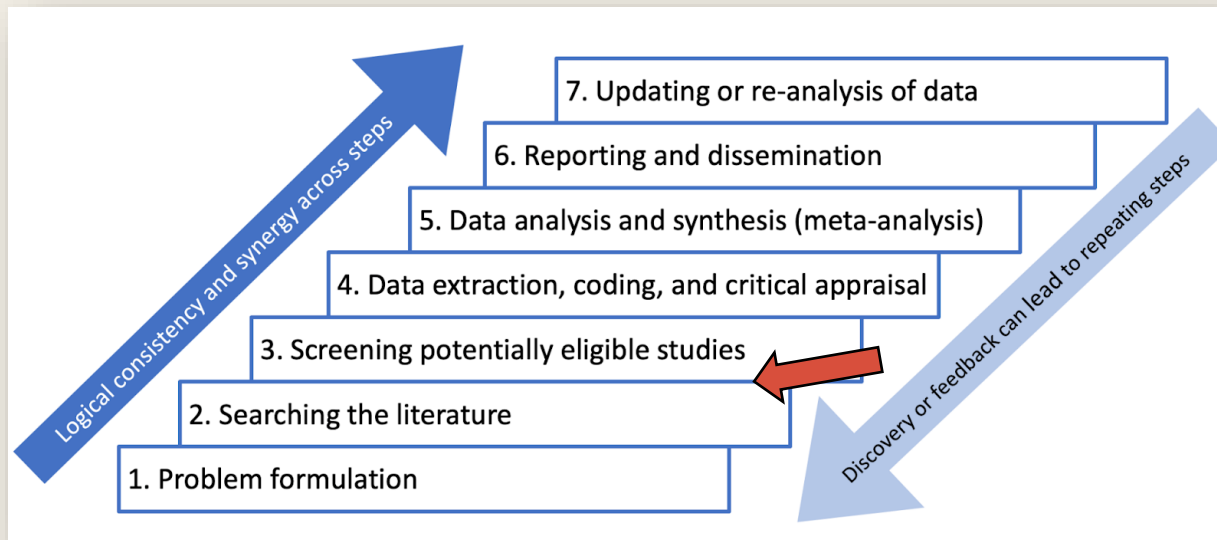 Logical consistency and synergy across steps
7. Updating or re-analysis of data
6. Reporting and dissemination
5. Data analysis and synthesis (meta-analysis)
4. Data extraction, coding, and critical appraisal
3. Screening potentially eligible studies
2. Searching the literature
1. Problem formulation
Discovery or feedback can lead to repeating steps